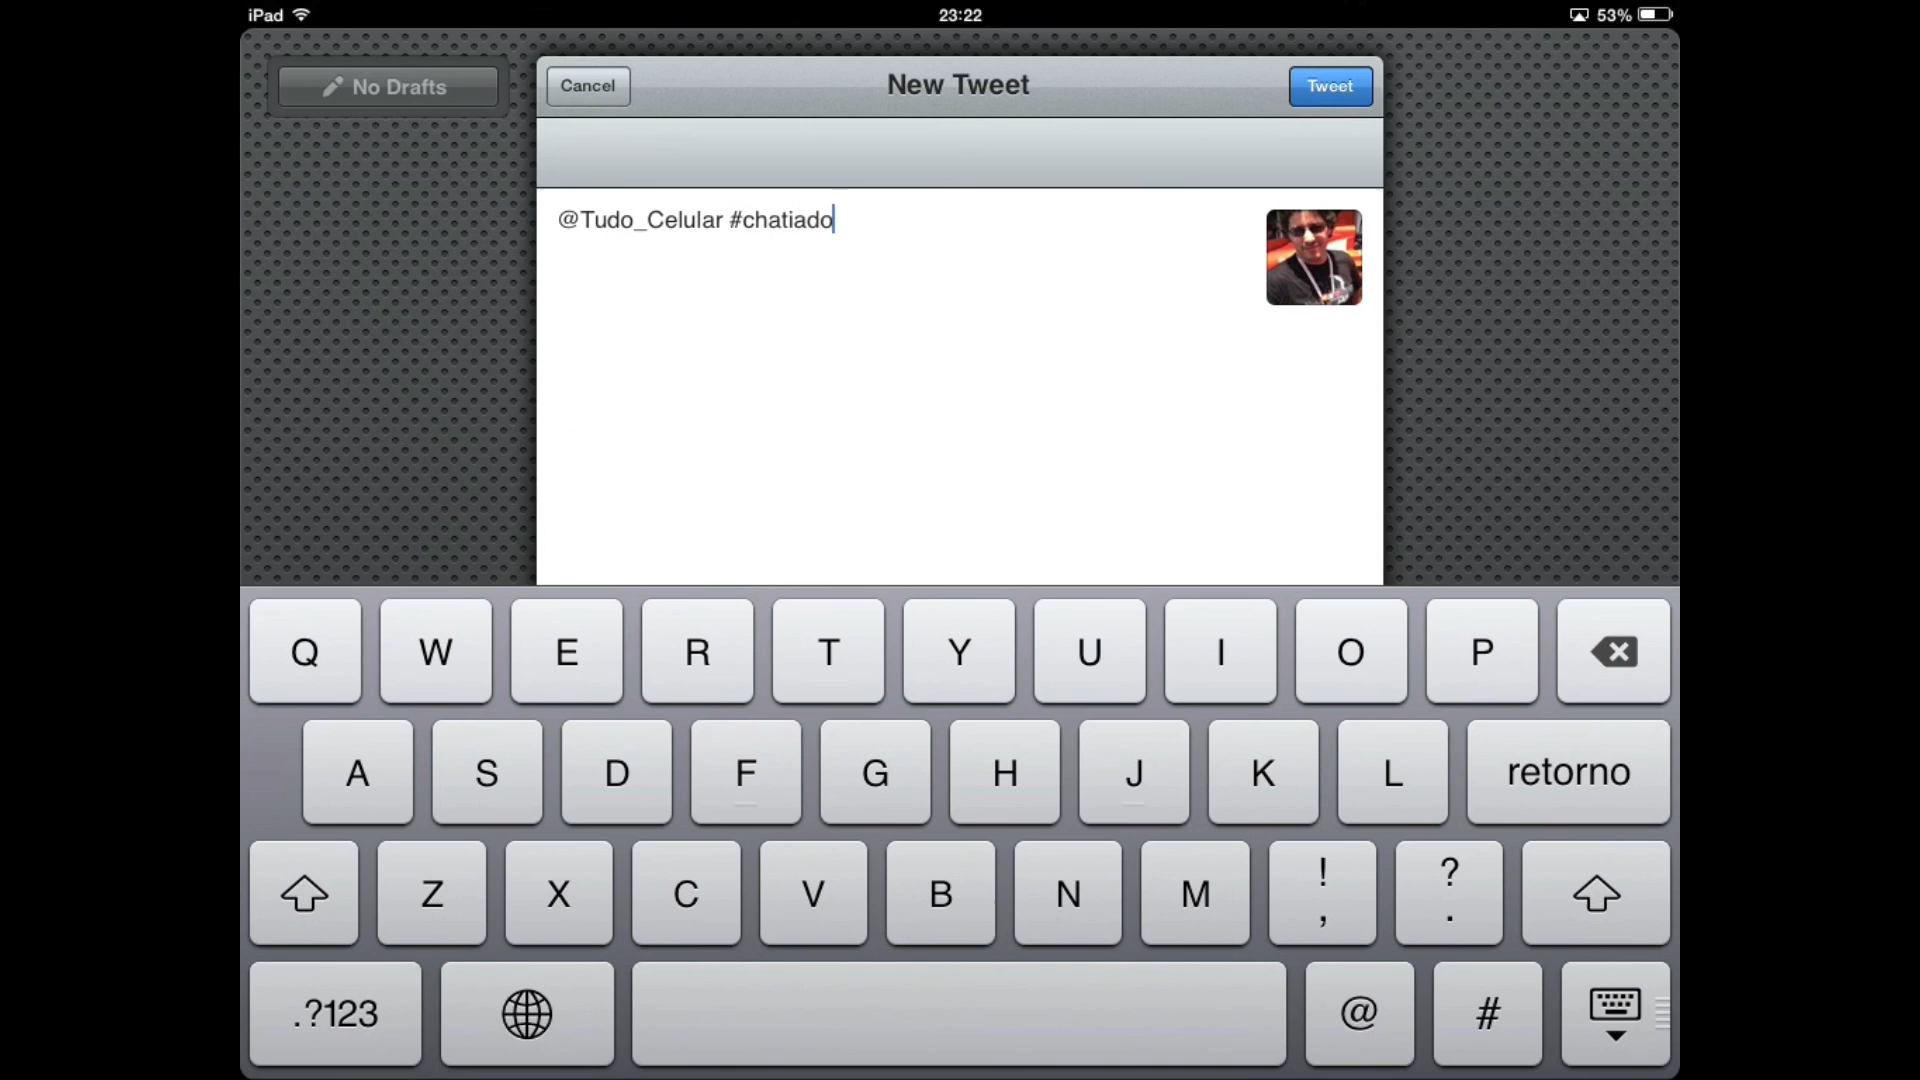 iPad 23:22 53%
No Drafts
Cancel New Tweet Tweet
@Tudo_Celular #chatiado
Q W E R T Y U I O P
A S D F G H J K L retorno
Z X C V B N M ! , ? .
.?123 @ #